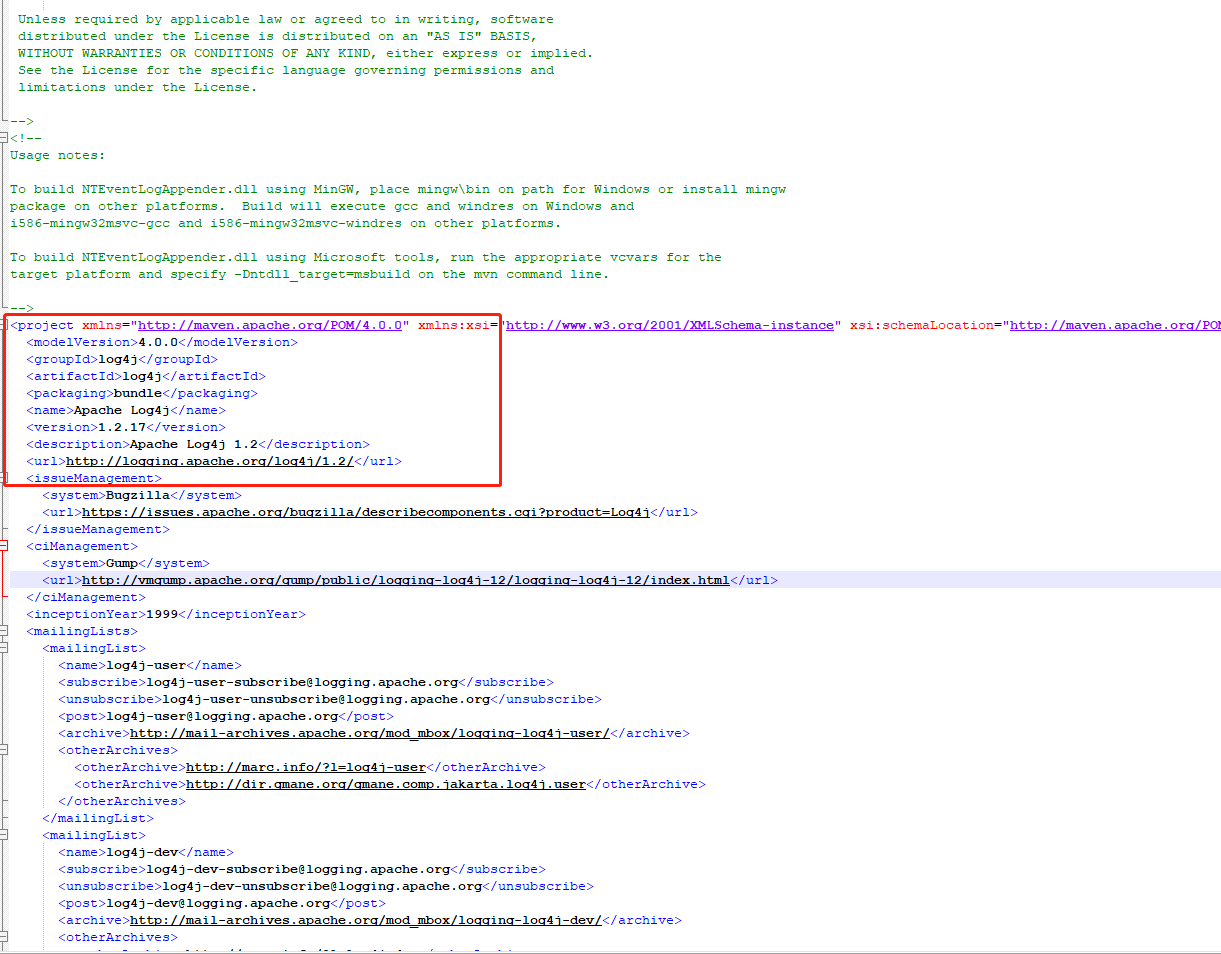 Unless required by applicable law or agreed to in writing, software
distributed under the License is distributed on an "AS IS" BASIS,
WITHOUT WARRANTIES OR CONDITIONS OF ANY KIND, either express or implied.
See the License for the specific language governing permissions and
limitations under the License.
-->
<!--
Usage notes:
To build NTEventLogAppender.dll using MinGW, place mingw\bin on path for Windows or install mingw
package on other platforms.  Build will execute gcc and windres on Windows and
i586-mingw32msvc-gcc and i586-mingw32msvc-windres on other platforms.
To build NTEventLogAppender.dll using Microsoft tools, run the appropriate vcvars for the
target platform and specify -Dntdll_target=msbuild on the mvn command line.
-->
<project xmlns="http://maven.apache.org/POM/4.0.0" xmlns:xsi="http://www.w3.org/2001/XMLSchema-instance" xsi:schemaLocation="http://maven.apache.org/POM
<modelVersion>4.0.0</modelVersion>
<groupId>log4j</groupId>
<artifactId>log4j</artifactId>
<packaging>bundle</packaging>
<name>Apache Log4j</name>
<version>1.2.17</version>
<description>Apache Log4j 1.2</description>
<url>http://logging.apache.org/log4j/1.2/</url>
<issueManagement>
<system>Bugzilla</system>
<url>https://issues.apache.org/bugzilla/describecomponents.cgi?product=Log4j</url>
</issueManagement>
<ciManagement>
<system>Gump</system>
<url>http://vmgump.apache.org/gump/public/logging-log4j-12/logging-log4j-12/index.html</url>
</ciManagement>
<inceptionYear>1999</inceptionYear>
<mailingLists>
<mailingList>
<name>log4j-user</name>
<subscribe>log4j-user-subscribe@logging.apache.org</subscribe>
<unsubscribe>log4j-user-unsubscribe@logging.apache.org</unsubscribe>
<post>log4j-user@logging.apache.org</post>
<archive>http://mail-archives.apache.org/mod_mbox/logging-log4j-user/</archive>
<otherArchives>
<otherArchive>http://marc.info/?l=log4j-user</otherArchive>
<otherArchive>http://dir.gmane.org/gmane.comp.jakarta.log4j.user</otherArchive>
</otherArchives>
</mailingList>
<mailingList>
<name>log4j-dev</name>
<subscribe>log4j-dev-subscribe@logging.apache.org</subscribe>
<unsubscribe>log4j-dev-unsubscribe@logging.apache.org</unsubscribe>
<post>log4j-dev@logging.apache.org</post>
<archive>http://mail-archives.apache.org/mod_mbox/logging-log4j-dev/</archive>
<otherArchives>